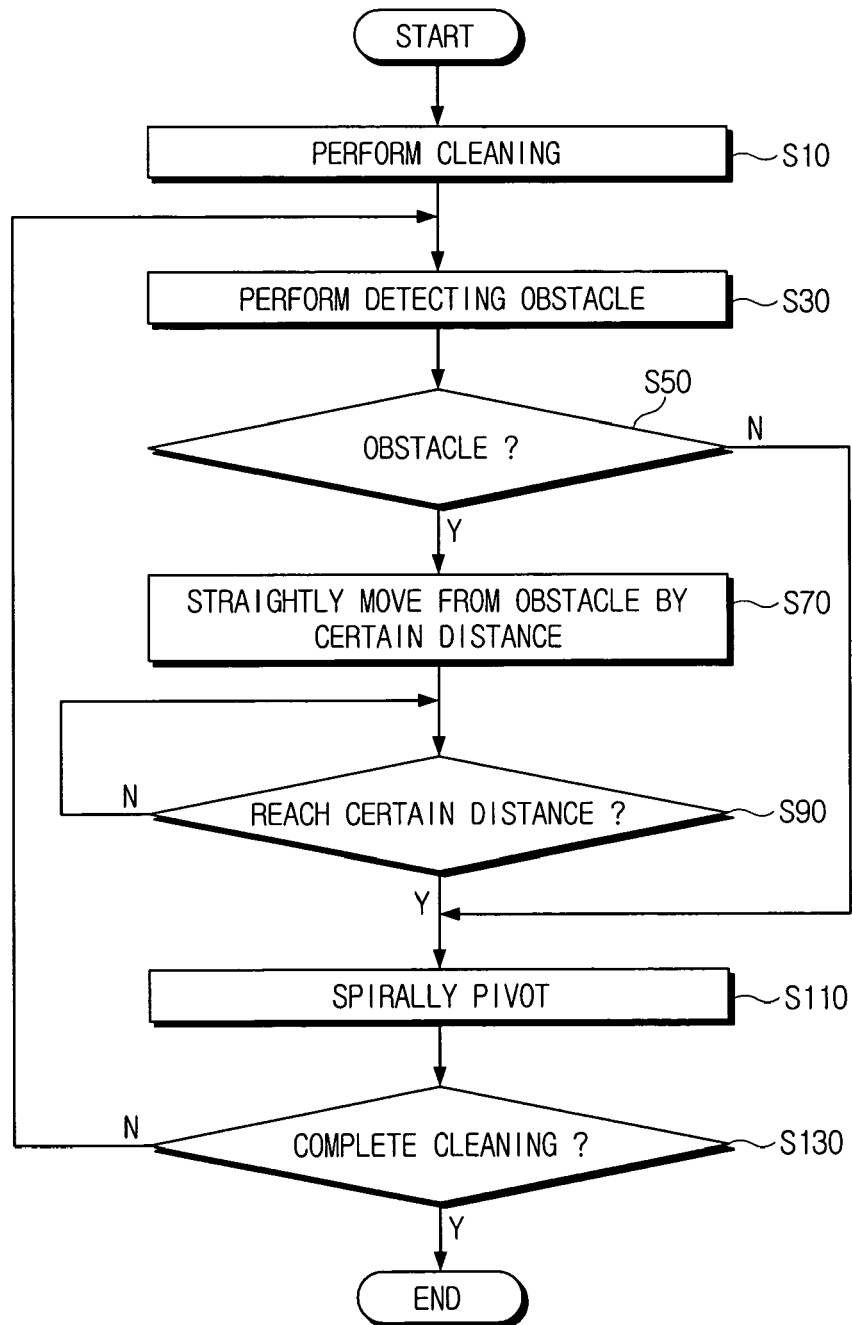 START
PERFORM CLEANING
S10
PERFORM DETECTING OBSTACLE
S30
S50
OBSTACLE ?
N
Y
STRAIGHTLY MOVE FROM OBSTACLE BY
CERTAIN DISTANCE
S70
N
REACH CERTAIN DISTANCE ?
S90
Y
SPIRALLY PIVOT
S110
N
COMPLETE CLEANING ?
S130
Y
END